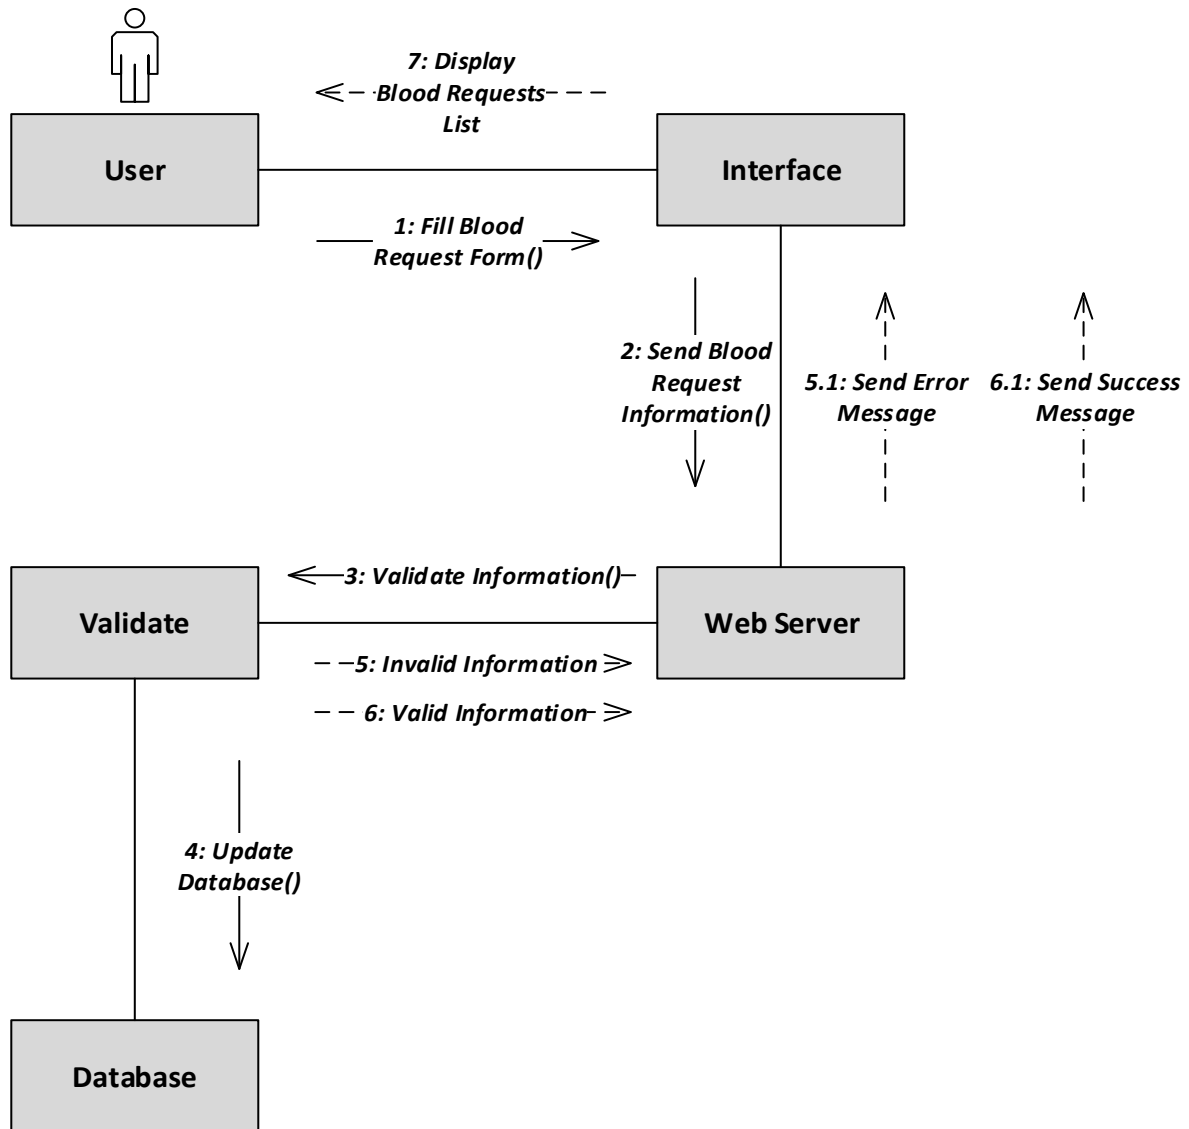 7: Display
Blood Requests
List
User
Interface
1: Fill Blood
Request Form()
2: Send Blood
Request
Information()
5.1: Send Error
Message
6.1: Send Success
Message
3: Validate Information()
Validate
Web Server
5: Invalid Information
6: Valid Information
4: Update
Database()
Database